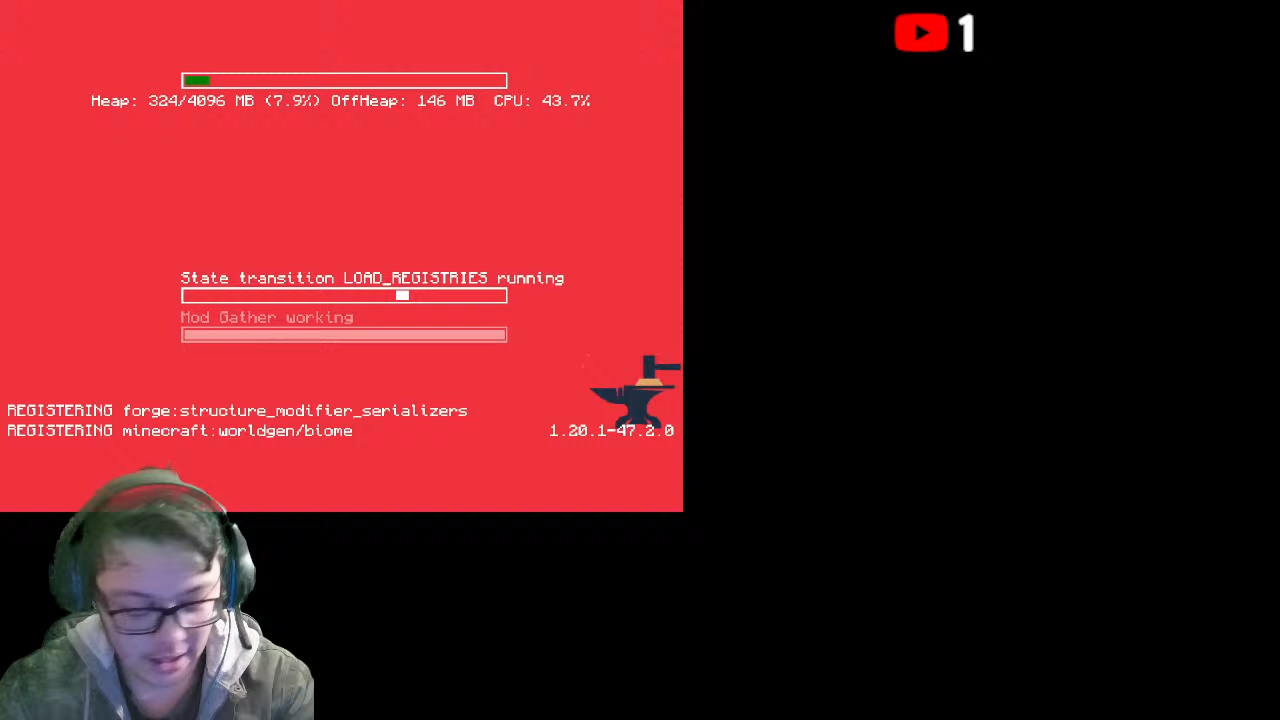 1
Heap: 324/4096 MB (7.9%) OffHeap: 146 MB  CPU: 43.7%
State transition LOAD_REGISTRIES running
Mod Gather working
REGISTERING forge:structure_modifier_serializers
REGISTERING minecraft:worldgen/biome
1.20.1-47.2.0